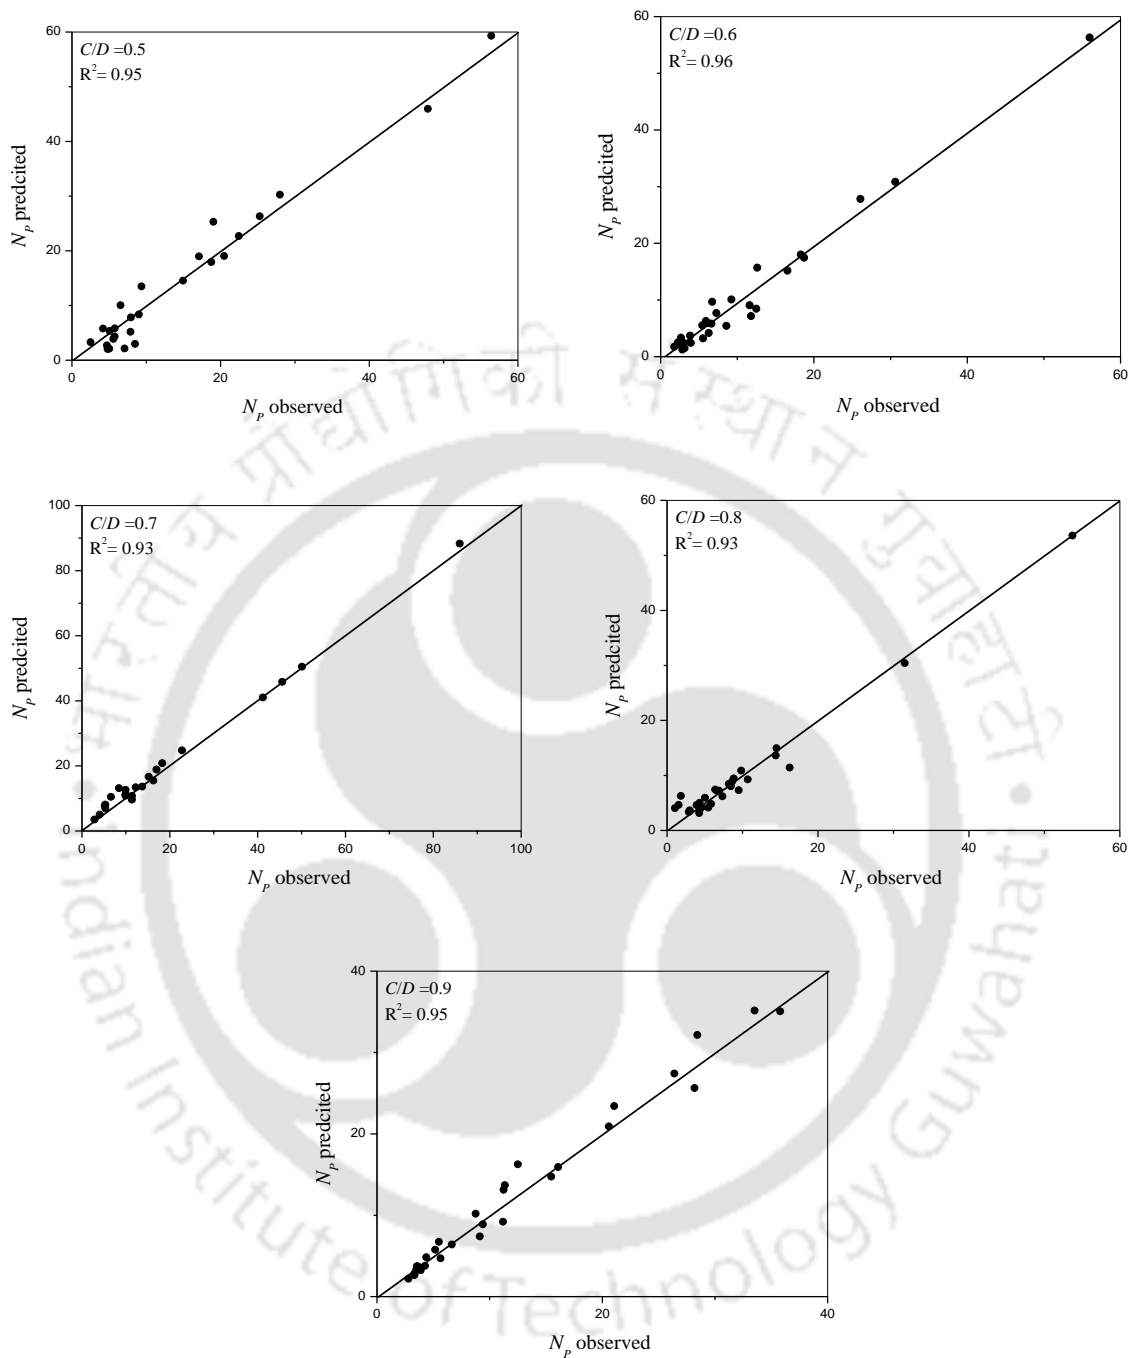 60
C/D =0.5
R²= 0.95
40
20
0
0 20 40 60
N_P predcited
N_P observed
60
C/D =0.6
R²= 0.96
40
20
0
0 20 40 60
N_P predcited
N_P observed
100
C/D =0.7
R²= 0.93
80
60
40
20
0
0 20 40 60 80 100
N_P predcited
N_P observed
60
C/D =0.8
R²= 0.93
40
20
0
0 20 40 60
N_P predcited
N_P observed
40
C/D =0.9
R²= 0.95
20
0
0 20 40
N_P predcited
N_P observed
भारतीय प्रौद्योगिकी संस्थान गुवाहाटी
Indian Institute of Technology Guwahati